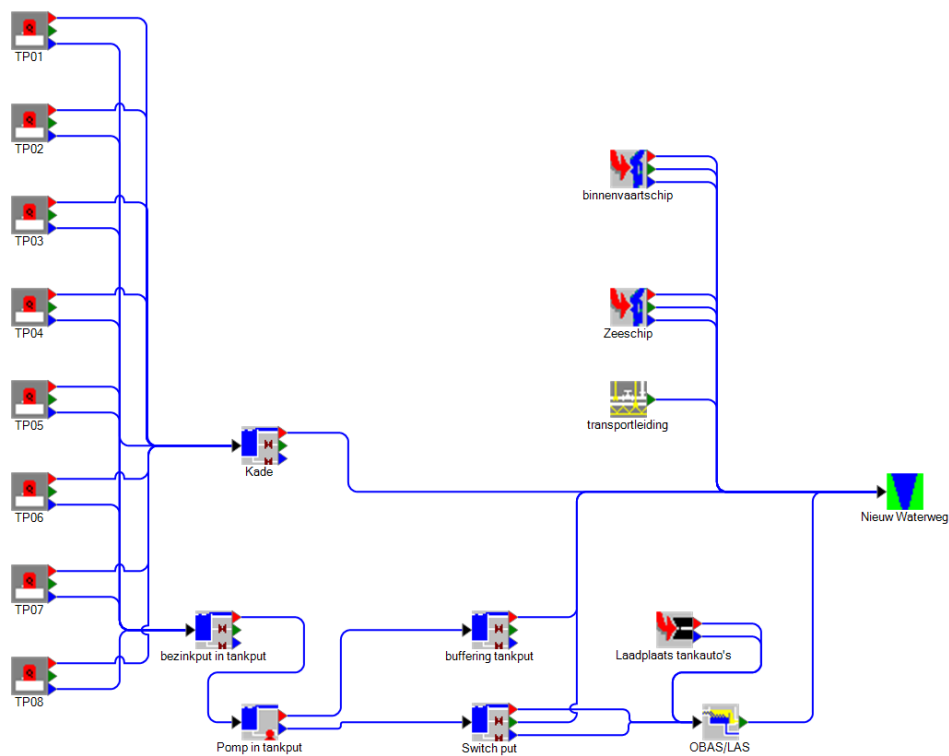 TP01
TP02
TP03
TP04
TP05
TP06
TP07
TP08
binnenvaartschip
Zeeschip
transportleiding
Kade
Nieuw Waterweg
bezinkput in tankput
buffering tankput
Laadplaats tankauto's
Pomp in tankput
Switch put
OBAS/LAS